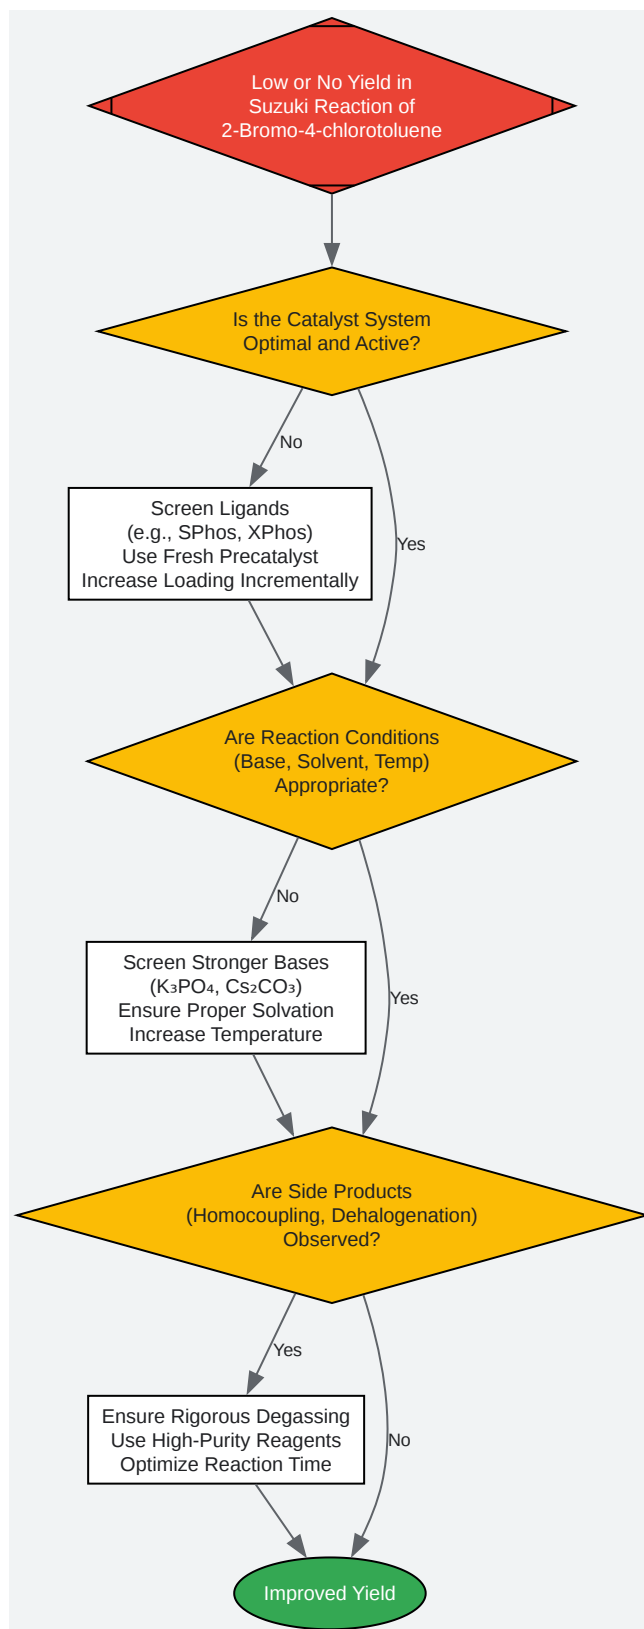 Low or No Yield in
Suzuki Reaction of
2-Bromo-4-chlorotoluene
Is the Catalyst System
Optimal and Active?
No
Screen Ligands
(e.g., SPhos, XPhos)
Use Fresh Precatalyst
Increase Loading Incrementally
Yes
Are Reaction Conditions
(Base, Solvent, Temp)
Appropriate?
No
Screen Stronger Bases
(K₃PO₄, Cs₂CO₃)
Ensure Proper Solvation
Increase Temperature
Yes
Are Side Products
(Homocoupling, Dehalogenation)
Observed?
Yes
Ensure Rigorous Degassing
Use High-Purity Reagents
Optimize Reaction Time
No
Improved Yield